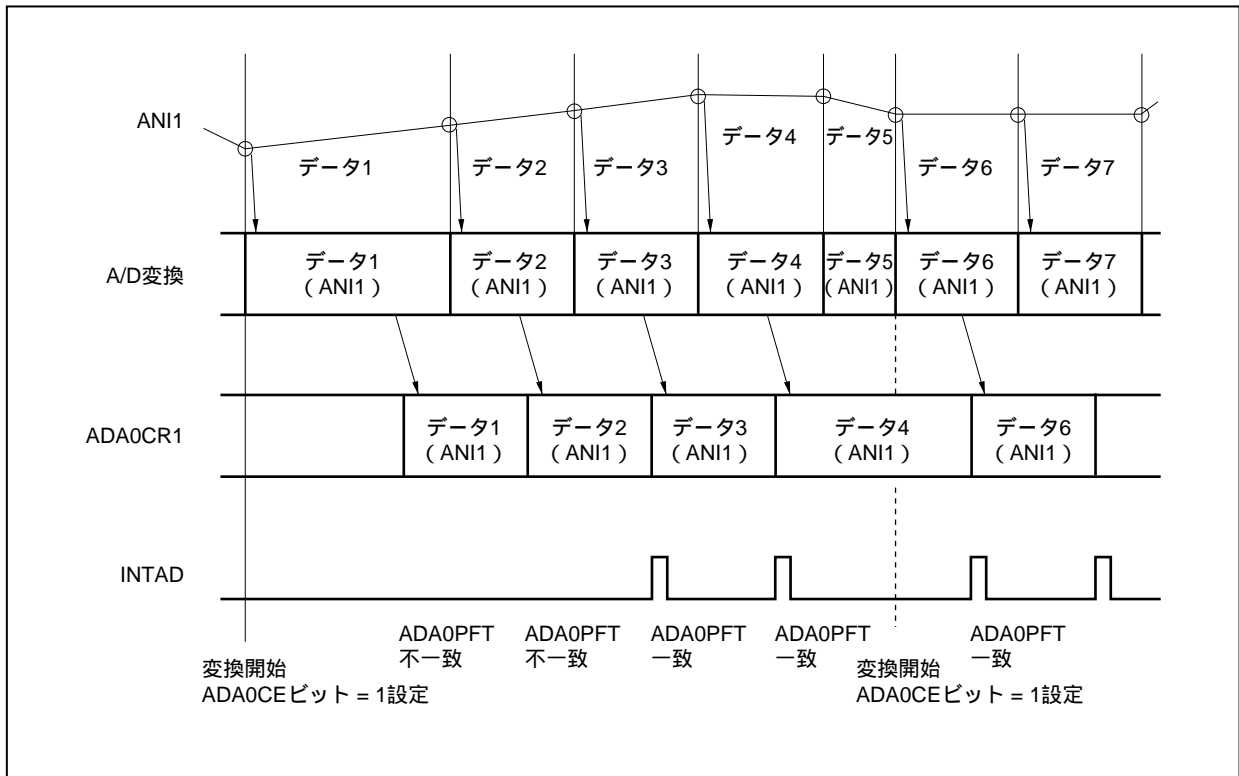 ANI1
データ1
データ2
データ3
データ4
データ5
データ6
データ7
A/D変換
データ1
（ANI1）
データ2
（ANI1）
データ3
（ANI1）
データ4
（ANI1）
データ5
（ANI1）
データ6
（ANI1）
データ7
（ANI1）
ADA0CR1
データ1
（ANI1）
データ2
（ANI1）
データ3
（ANI1）
データ4
（ANI1）
データ6
（ANI1）
INTAD
ADA0PFT
不一致
ADA0PFT
不一致
ADA0PFT
一致
ADA0PFT
一致
ADA0PFT
一致
変換開始
ADA0CEビット = 1設定
変換開始
ADA0CEビット = 1設定